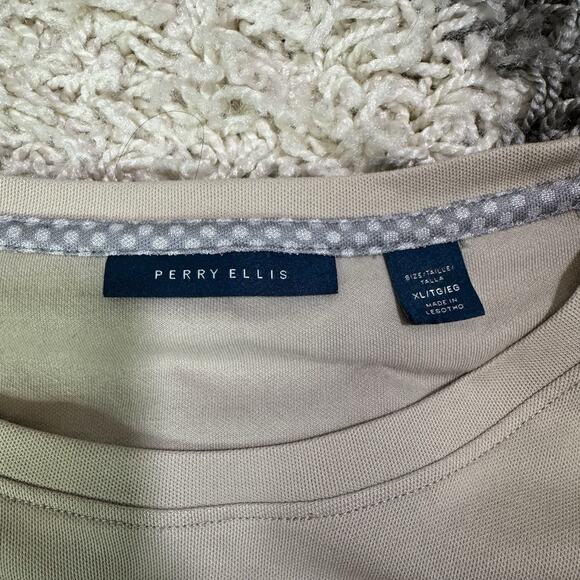 PERRY ELLIS
SIZE/TAILLE/
TALLA
XL/TG/EG
MADE IN
LESOTHO